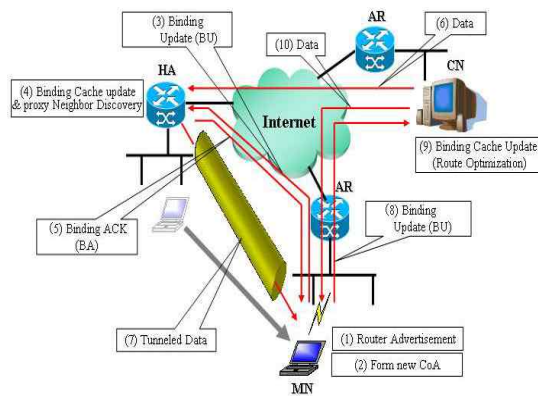 (3) Binding
Update (BU)
(10) Data
AR
(6) Data
CN
HA
(4) Binding Cache update
& proxy Neighbor Discovery
Internet
(9) Binding Cache Update
(Route Optimization)
AR
(5) Binding ACK
(BA)
(8) Binding
Update (BU)
(7) Tunneled Data
(1) Router Advertisement
(2) Form new CoA
MN